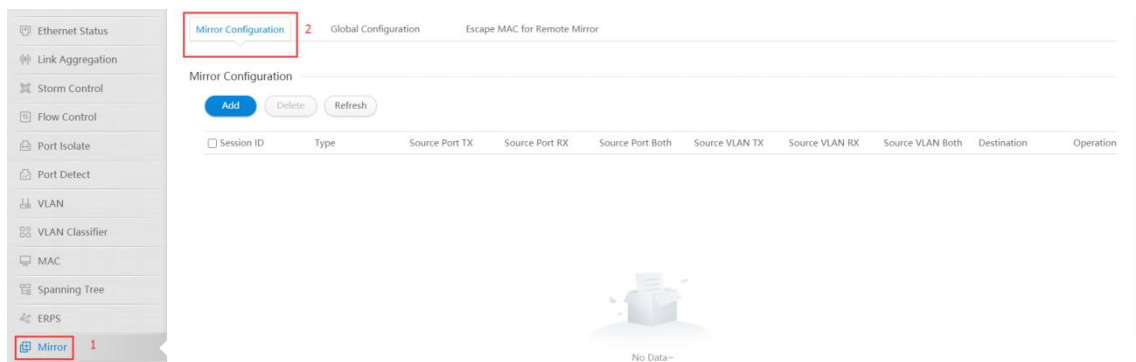 Ethernet Status
Link Aggregation
Storm Control
Flow Control
Port Isolate
Port Detect
VLAN
VLAN Classifier
MAC
Spanning Tree
ERPS
Mirror 1
Mirror Configuration 2 Global Configuration Escape MAC for Remote Mirror
Mirror Configuration
Add Delete Refresh
Session ID Type Source Port TX Source Port RX Source Port Both Source VLAN TX Source VLAN RX Source VLAN Both Destination Operation
No Data~